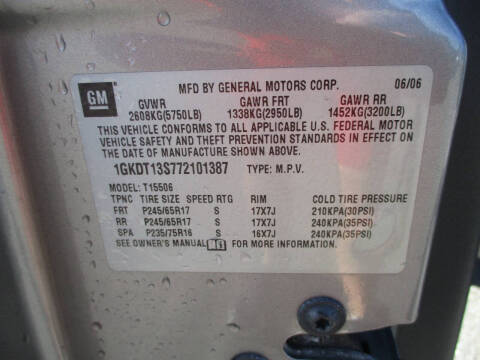 MFD BY GENERAL MOTORS CORP. 06/06
GM
GVWR GAWR FRT GAWR RR
2608KG(5750LB) 1338KG(2950LB) 1452KG(3200LB)
THIS VEHICLE CONFORMS TO ALL APPLICABLE U.S. FEDERAL MOTOR
VEHICLE SAFETY AND THEFT PREVENTION STANDARDS IN EFFECT ON
THE DATE OF MANUFACTURE SHOWN ABOVE.
1GKDT13S772101387 TYPE: M.P.V.
MODEL: T15506
TPNC TIRE SIZE SPEED RTG RIM COLD TIRE PRESSURE
FRT P245/65R17 S 17X7J 210KPA(30PSI)
RR P245/65R17 S 17X7J 240KPA(35PSI)
SPA P235/75R16 S 16X7J 240KPA(35PSI)
SEE OWNER'S MANUAL FOR MORE INFORMATION.